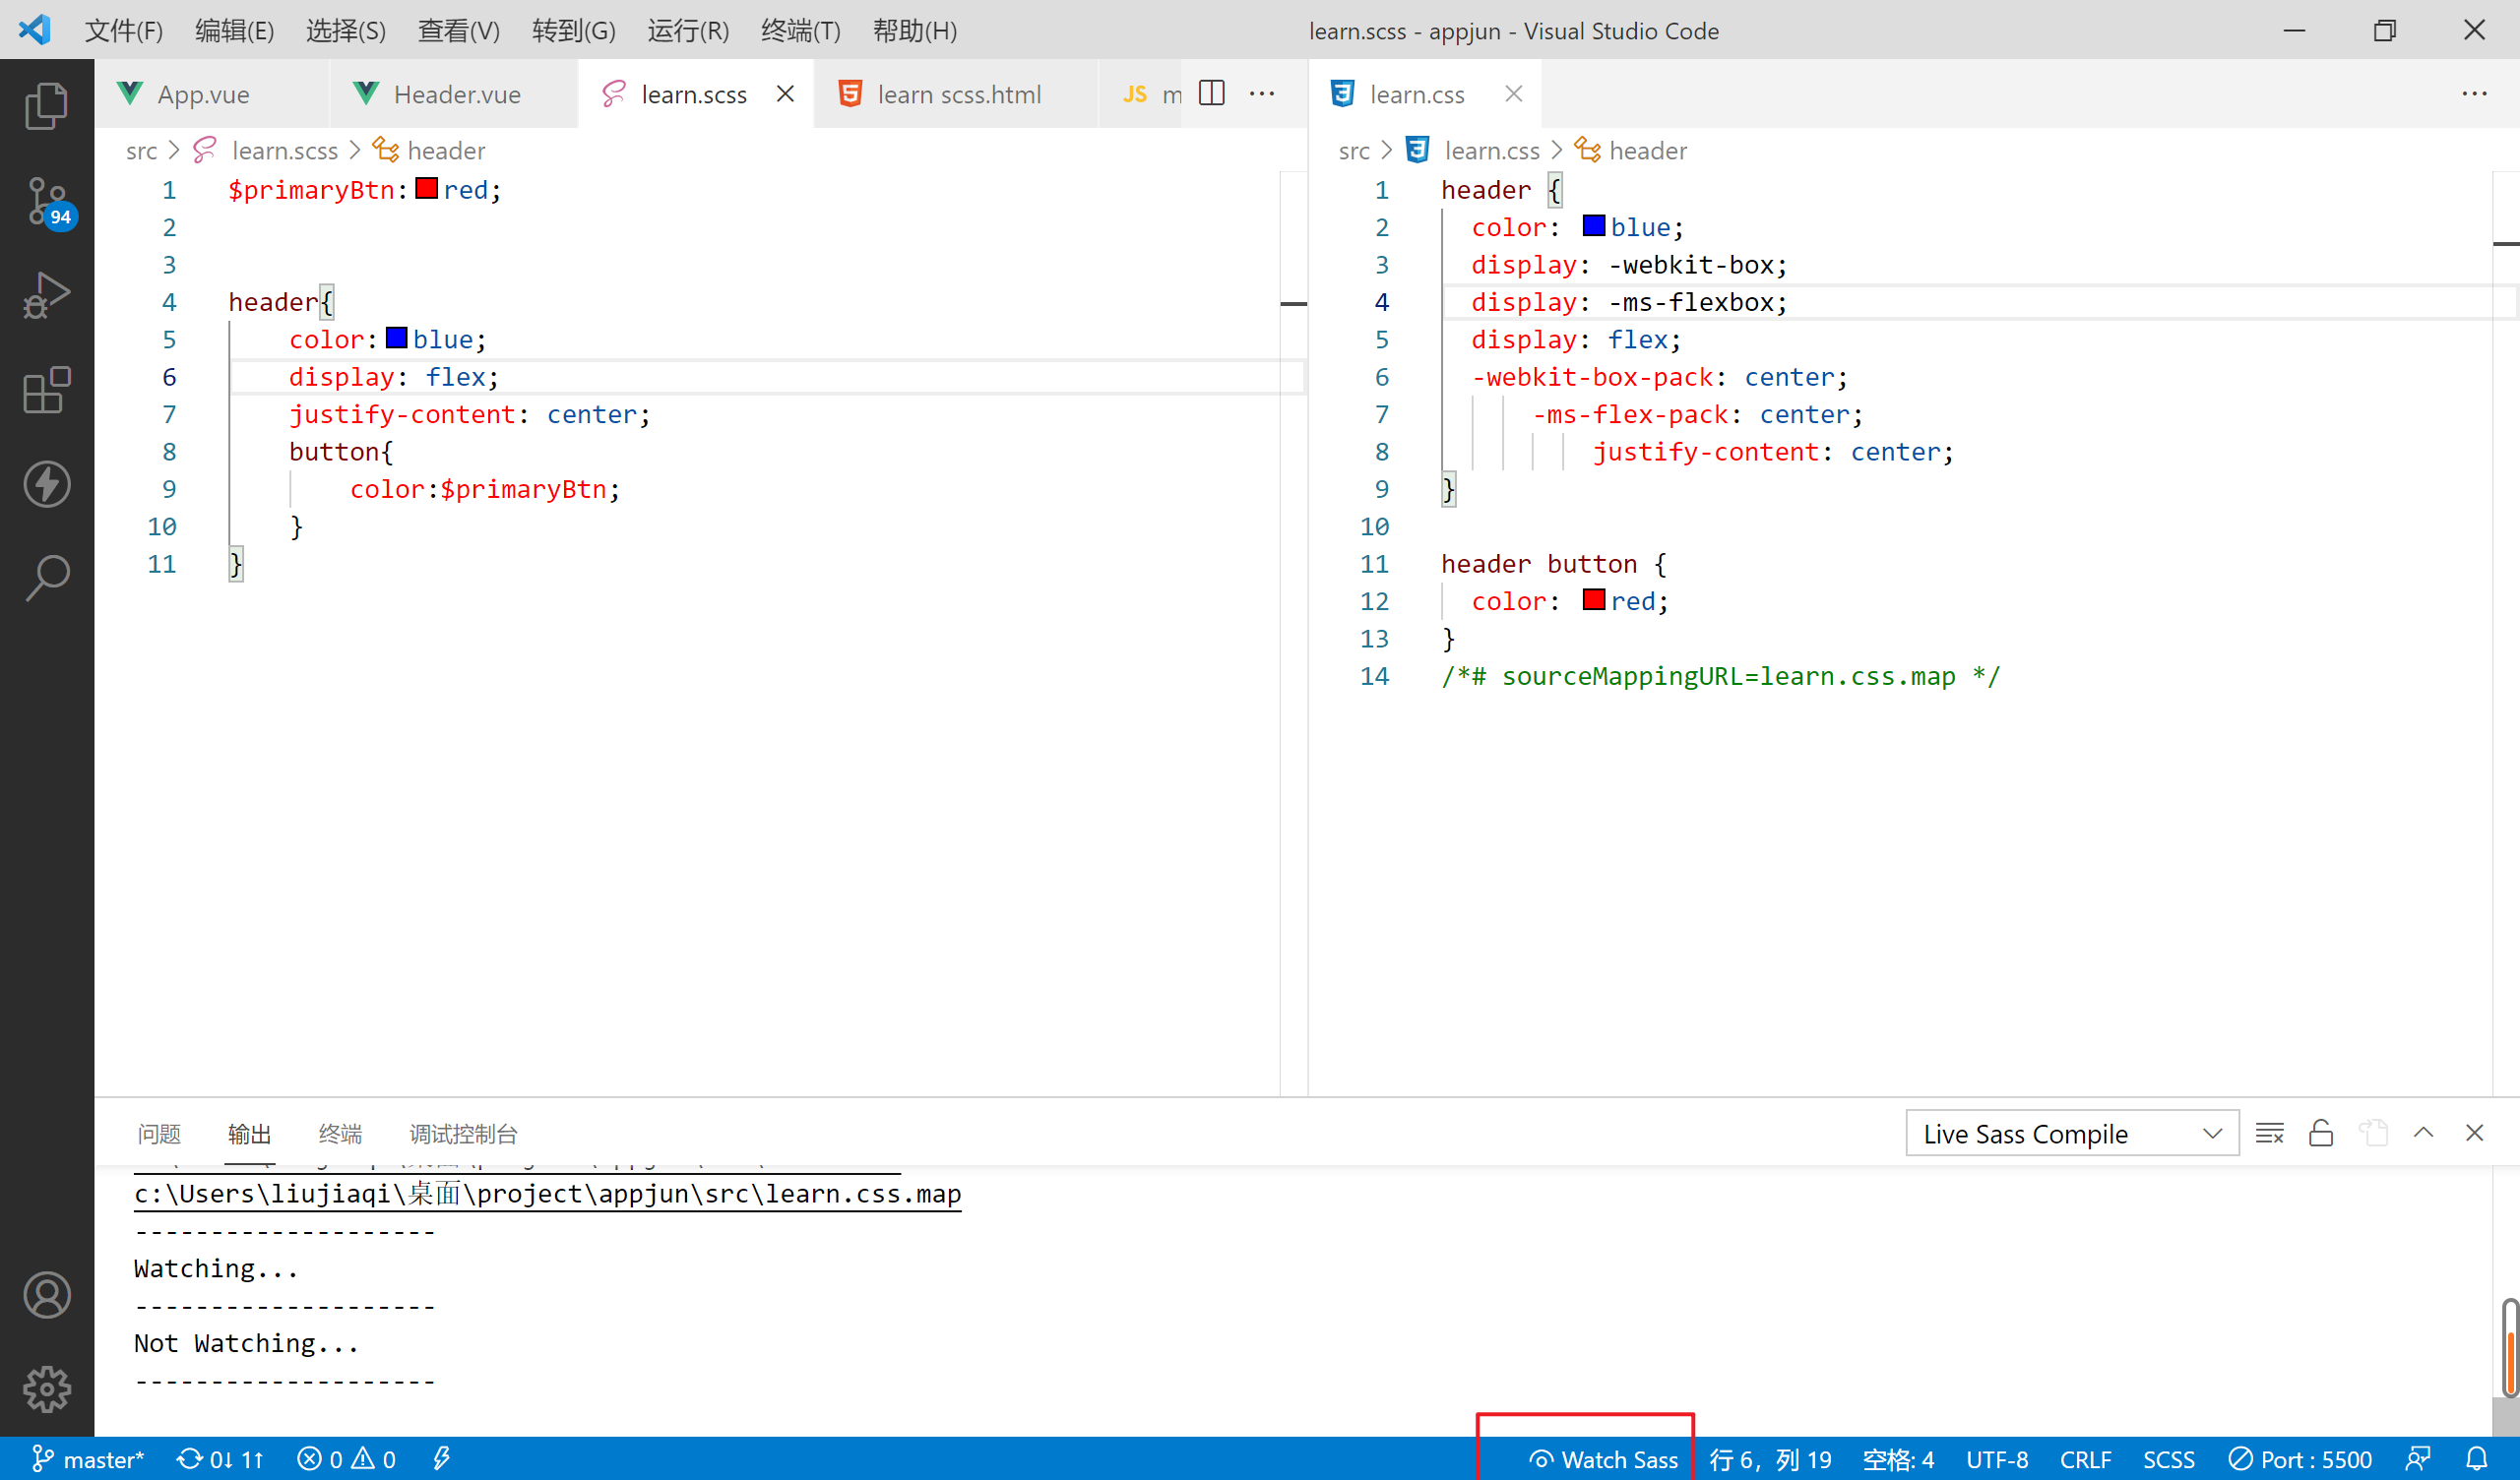 文件(F) 编辑(E) 选择(S) 查看(V) 转到(G) 运行(R) 终端(T) 帮助(H) learn.scss - appjun - Visual Studio Code
App.vue Header.vue learn.scss learn scss.html JS m ··· learn.css ···
src > learn.scss > header
1 $primaryBtn:red;
2
3
4 header{
5 color:blue;
6 display: flex;
7 justify-content: center;
8 button{
9 color:$primaryBtn;
10 }
11 }
src > learn.css > header
1 header {
2 color: blue;
3 display: -webkit-box;
4 display: -ms-flexbox;
5 display: flex;
6 -webkit-box-pack: center;
7 -ms-flex-pack: center;
8 justify-content: center;
9 }
10
11 header button {
12 color: red;
13 }
14 /*# sourceMappingURL=learn.css.map */
94
问题 输出 终端 调试控制台 Live Sass Compile
c:\Users\liujiaqi\桌面\project\appjun\src\learn.css.map
--------------------
Watching...
--------------------
Not Watching...
--------------------
master* 0↓ 1↑ 0 0 Watch Sass 行 6，列 19 空格: 4 UTF-8 CRLF SCSS Port : 5500